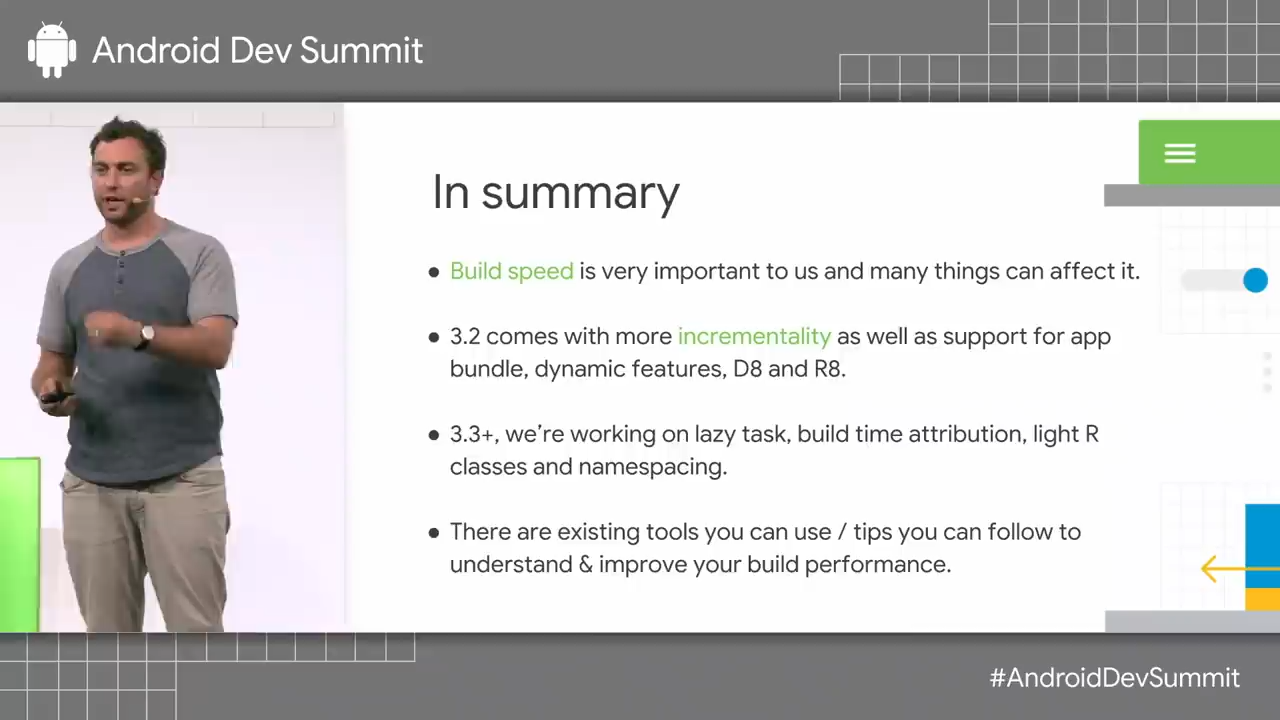 Android Dev Summit
In summary
● Build speed is very important to us and many things can affect it.
● 3.2 comes with more incrementality as well as support for app
bundle, dynamic features, D8 and R8.
● 3.3+, we’re working on lazy task, build time attribution, light R
classes and namespacing.
● There are existing tools you can use / tips you can follow to
understand & improve your build performance.
#AndroidDevSummit